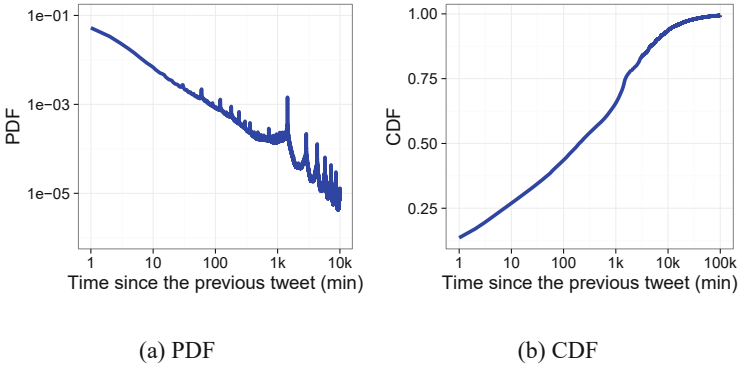 1e−01
1e−03
1e−05
PDF
1 10 100 1k 10k
Time since the previous tweet (min)
(a) PDF
1.00
0.75
0.50
0.25
CDF
1 10 100 1k 10k 100k
Time since the previous tweet (min)
(b) CDF